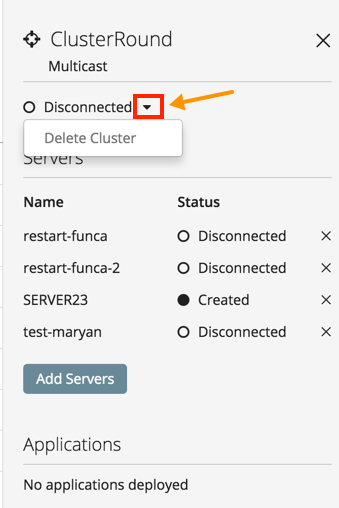 ClusterRound
Multicast
Disconnected
Delete Cluster
Servers
Name Status
restart-funca Disconnected
restart-funca-2 Disconnected
SERVER23 Created
test-maryan Disconnected
Add Servers
Applications
No applications deployed